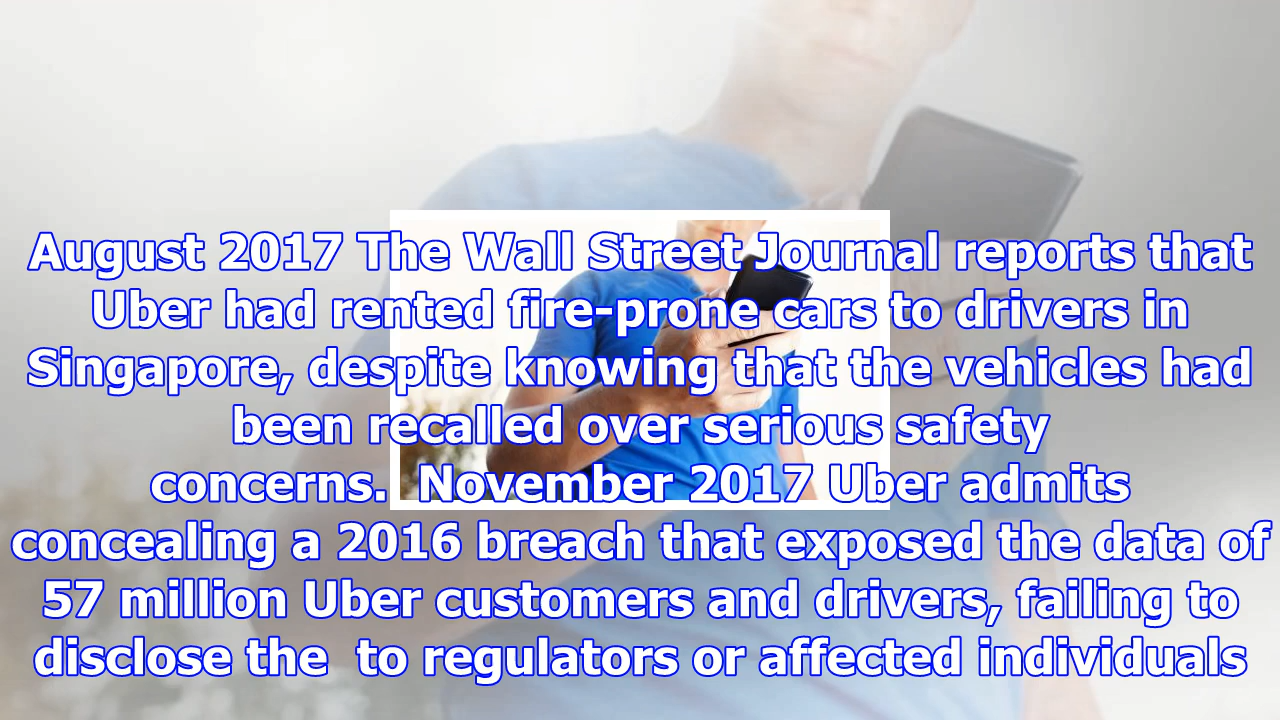 August 2017 The Wall Street Journal reports that
Uber had rented fire-prone cars to drivers in
Singapore, despite knowing that the vehicles had
been recalled over serious safety
concerns.  November 2017 Uber admits
concealing a 2016 breach that exposed the data of
57 million Uber customers and drivers, failing to
disclose the  to regulators or affected individuals